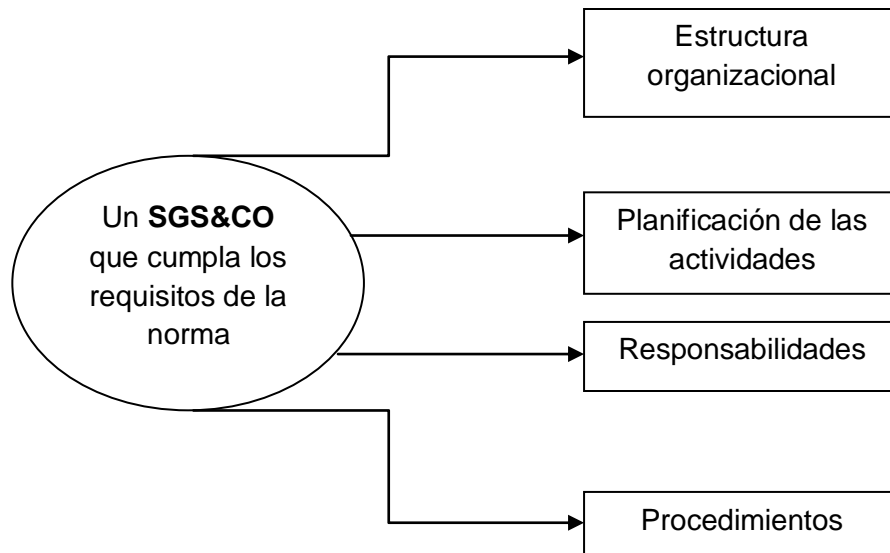 Estructura
organizacional
Un SGS&CO
que cumpla los
requisitos de la
norma
Planificación de las
actividades
Responsabilidades
Procedimientos